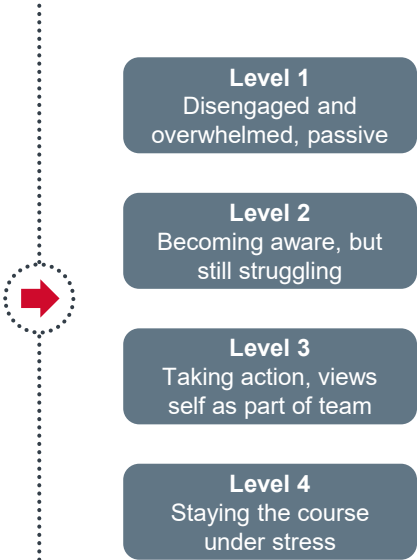 Level 1
Disengaged and
overwhelmed, passive
Level 2
Becoming aware, but
still struggling
Level 3
Taking action, views
self as part of team
Level 4
Staying the course
under stress